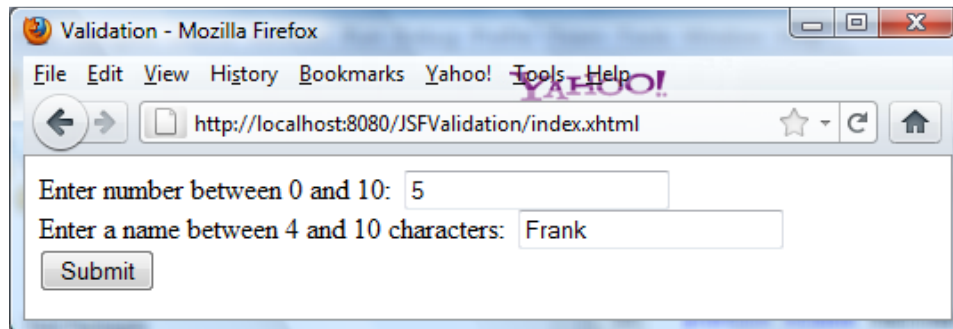 Validation - Mozilla Firefox
File Edit View History Bookmarks Yahoo! Tools Help
YAHOO!
http://localhost:8080/JSFValidation/index.xhtml
Enter number between 0 and 10: 5
Enter a name between 4 and 10 characters: Frank
Submit